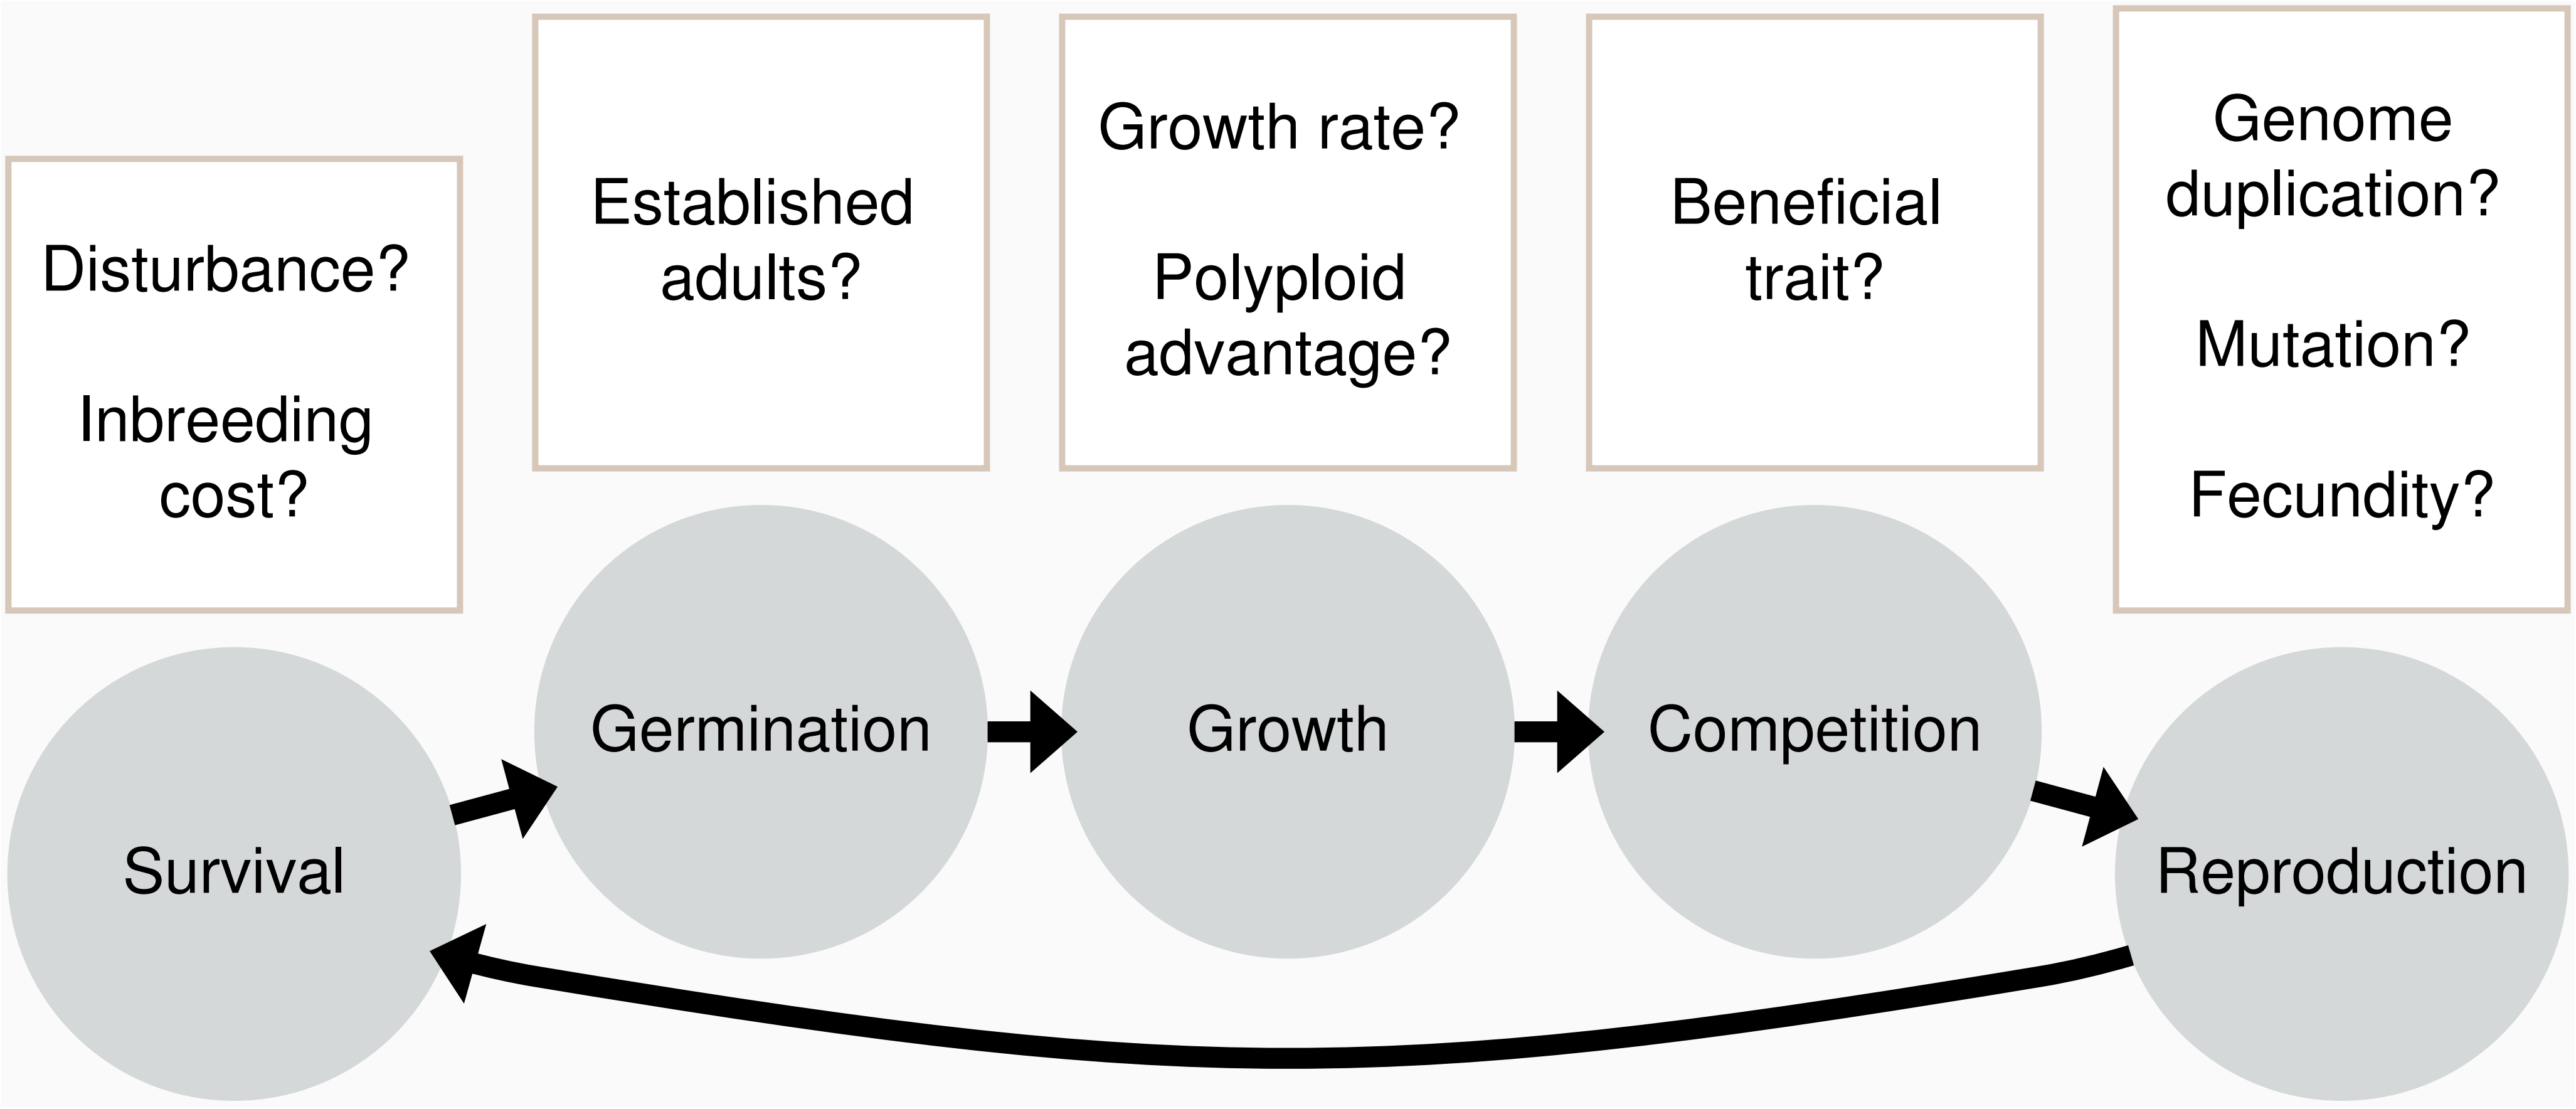 Disturbance?
Inbreeding
cost?
Established
adults?
Growth rate?
Polyploid
advantage?
Beneficial
trait?
Genome
duplication?
Mutation?
Fecundity?
Survival
Germination
Growth
Competition
Reproduction